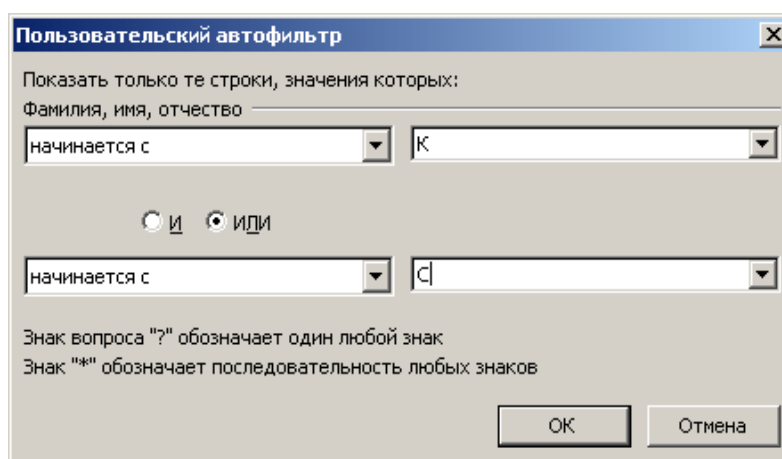 Пользовательский автофильтр
Показать только те строки, значения которых:
Фамилия, имя, отчество
начинается с К
И ИЛИ
начинается с С
Знак вопроса "?" обозначает один любой знак
Знак "*" обозначает последовательность любых знаков
ОК Отмена